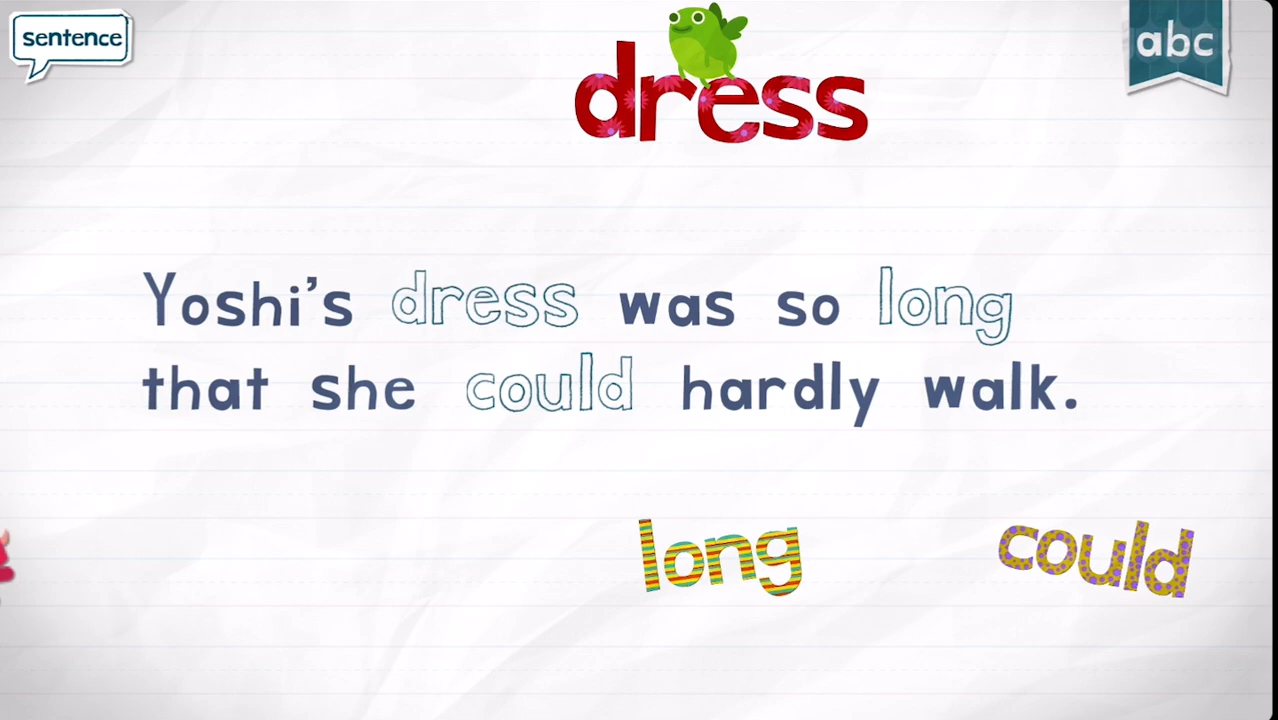 sentence
dress
abc
Yoshi's dress was so long
that she could hardly walk.
long
could